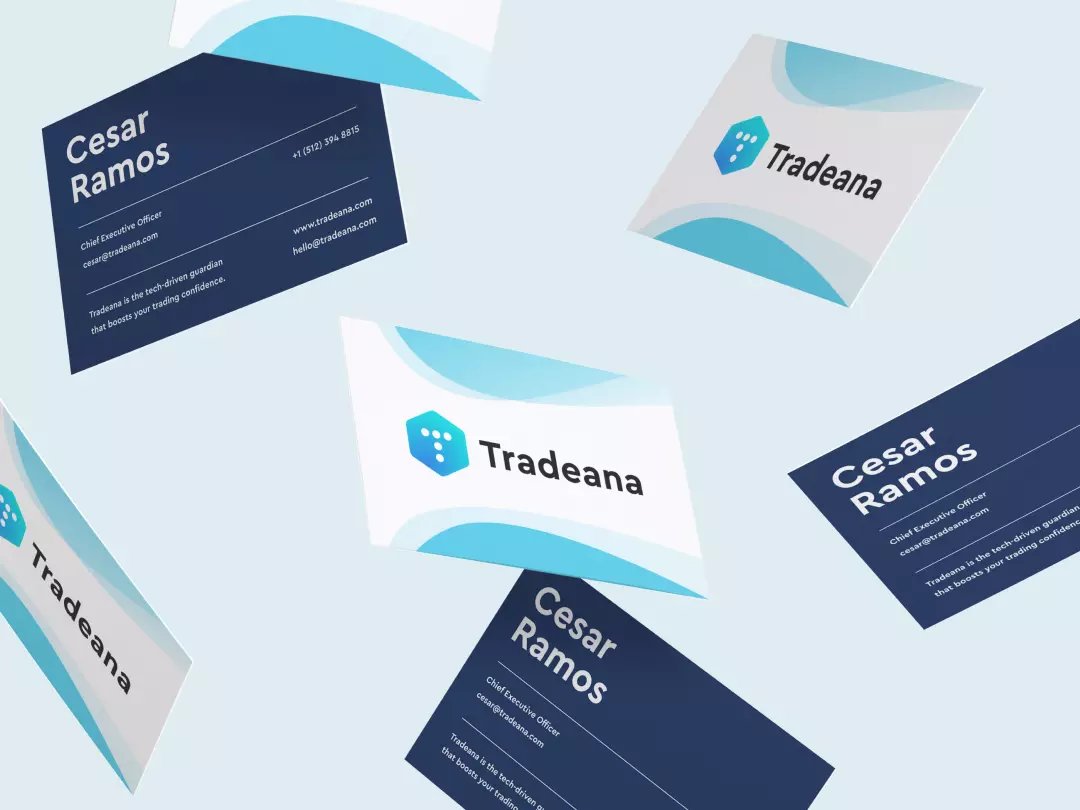 Cesar
Ramos
+1 (512) 394 8815
Chief Executive Officer
cesar@tradeana.com
www.tradeana.com
hello@tradeana.com
Tradeana is the tech-driven guardian
that boosts your trading confidence.
Tradeana
Tradeana
Cesar
Ramos
Chief Executive Officer
cesar@tradeana.com
Tradeana is the tech-driven guardian
that boosts your trading confidence
Tradeana
Cesar
Ramos
Chief Executive Officer
cesar@tradeana.com
Tradeana is the tech-driven
that boosts your trading